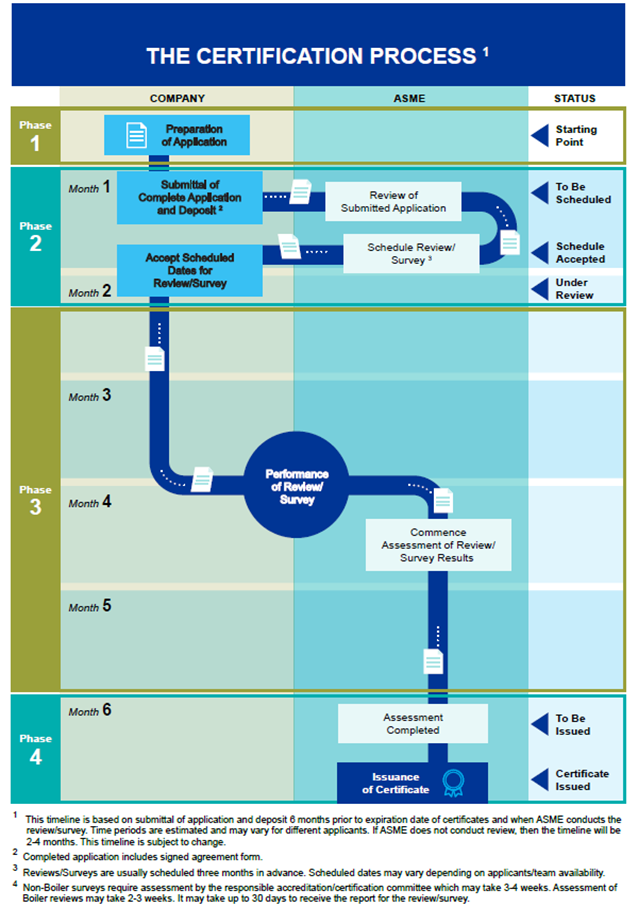 THE CERTIFICATION PROCESS 1
COMPANY
ASME
STATUS
Phase
1
Preparation
of Application
Starting
Point
Phase
2
Month 1
Submittal of
Complete Application
and Deposit 2
Review of
Submitted Application
To Be
Scheduled
Accept Scheduled
Dates for
Review/Survey
Schedule Review/
Survey 3
Schedule
Accepted
Month 2
Under
Review
Phase
3
Month 3
Performance
of Review/
Survey
Month 4
Commence
Assessment of Review/
Survey Results
Month 5
Phase
4
Month 6
Assessment
Completed
To Be
Issued
Issuance
of Certificate
Certificate
Issued
1 This timeline is based on submittal of application and deposit 6 months prior to expiration date of certificates and when ASME conducts the
review/survey. Time periods are estimated and may vary for different applicants. If ASME does not conduct review, then the timeline will be
2-4 months. This timeline is subject to change.
2 Completed application includes signed agreement form.
3 Reviews/Surveys are usually scheduled three months in advance. Scheduled dates may vary depending on applicants/team availability.
4 Non-Boiler surveys require assessment by the responsible accreditation/certification committee which may take 3-4 weeks. Assessment of
Boiler reviews may take 2-3 weeks. It may take up to 30 days to receive the report for the review/survey.